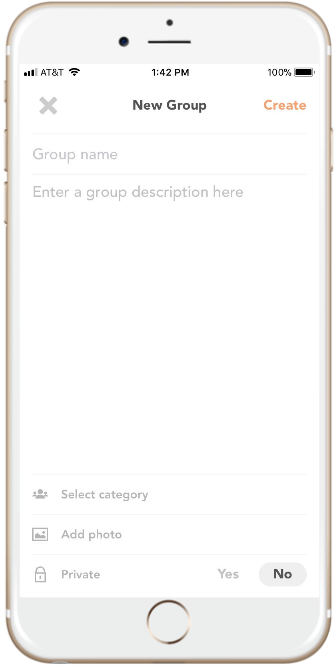 AT&T 1:42 PM 100%
New Group Create
Group name
Enter a group description here
Select category
Add photo
Private Yes No